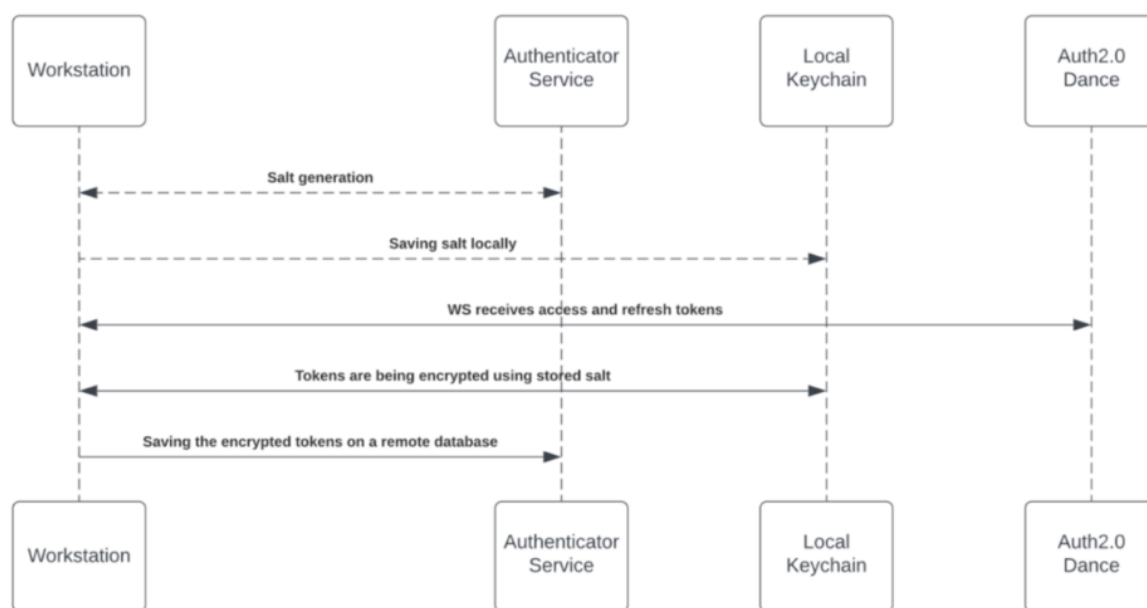 Workstation
Authenticator
Service
Local
Keychain
Auth2.0
Dance
Salt generation
Saving salt locally
WS receives access and refresh tokens
Tokens are being encrypted using stored salt
Saving the encrypted tokens on a remote database
Workstation
Authenticator
Service
Local
Keychain
Auth2.0
Dance